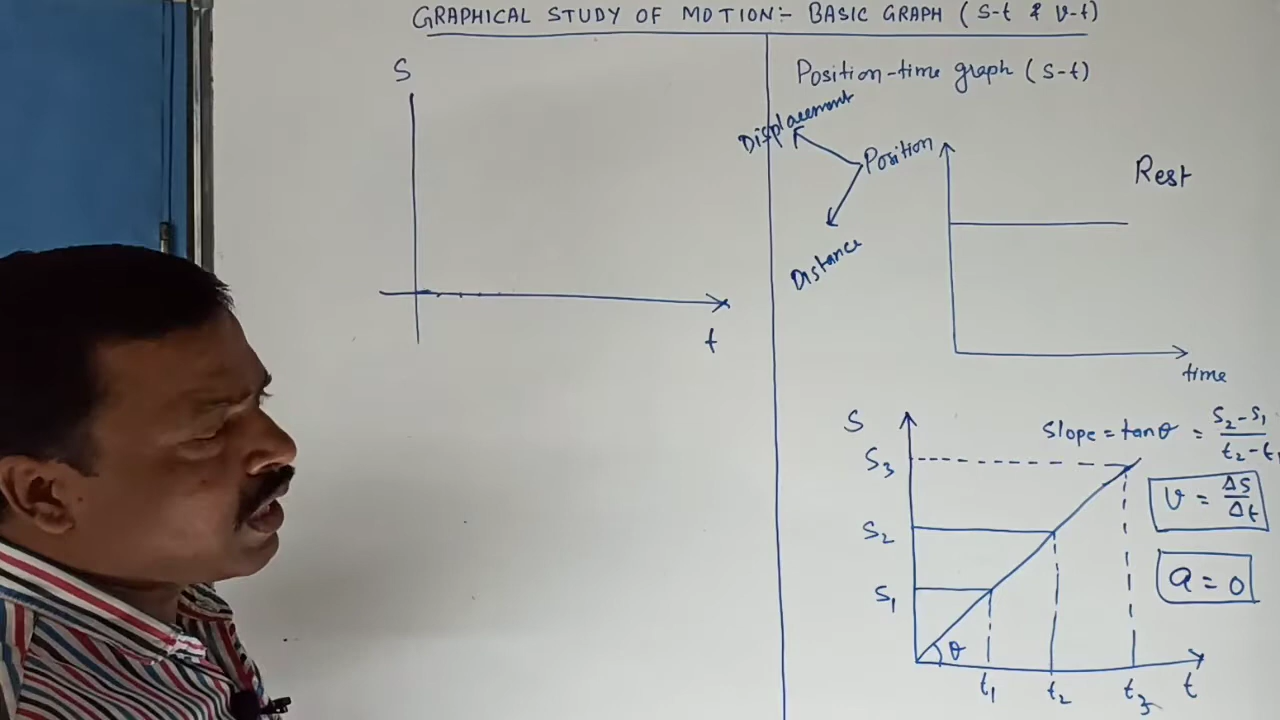 GRAPHICAL STUDY OF MOTION:- BASIC GRAPH (S-t & v-t)
S
t
Position-time graph (S-t)
Displacement
Position
Distance
Rest
time
S
Slope = tanθ = S₂-S₁ / t₂-t₁
S₃
v = ΔS/Δt
S₂
a = 0
S₁
θ
t₁ t₂ t₃ t